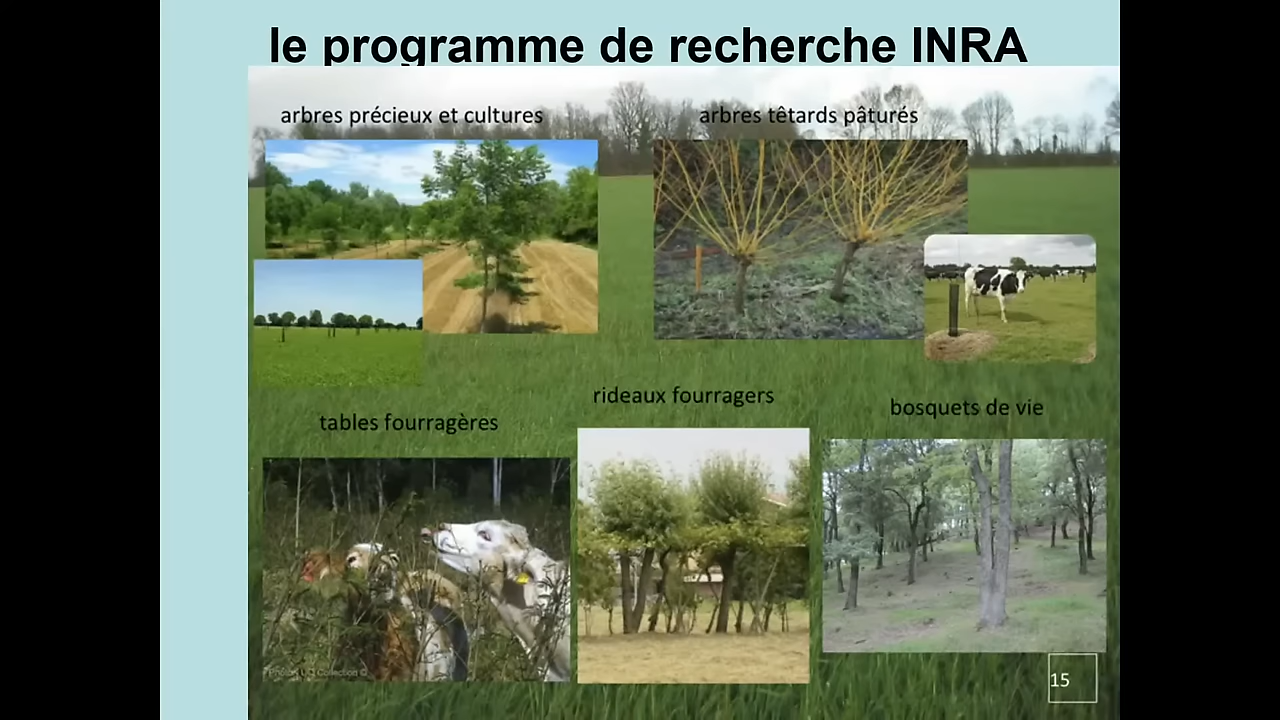 le programme de recherche INRA
arbres précieux et cultures
arbres têtards pâturés
rideaux fourragers
bosquets de vie
tables fourragères
15